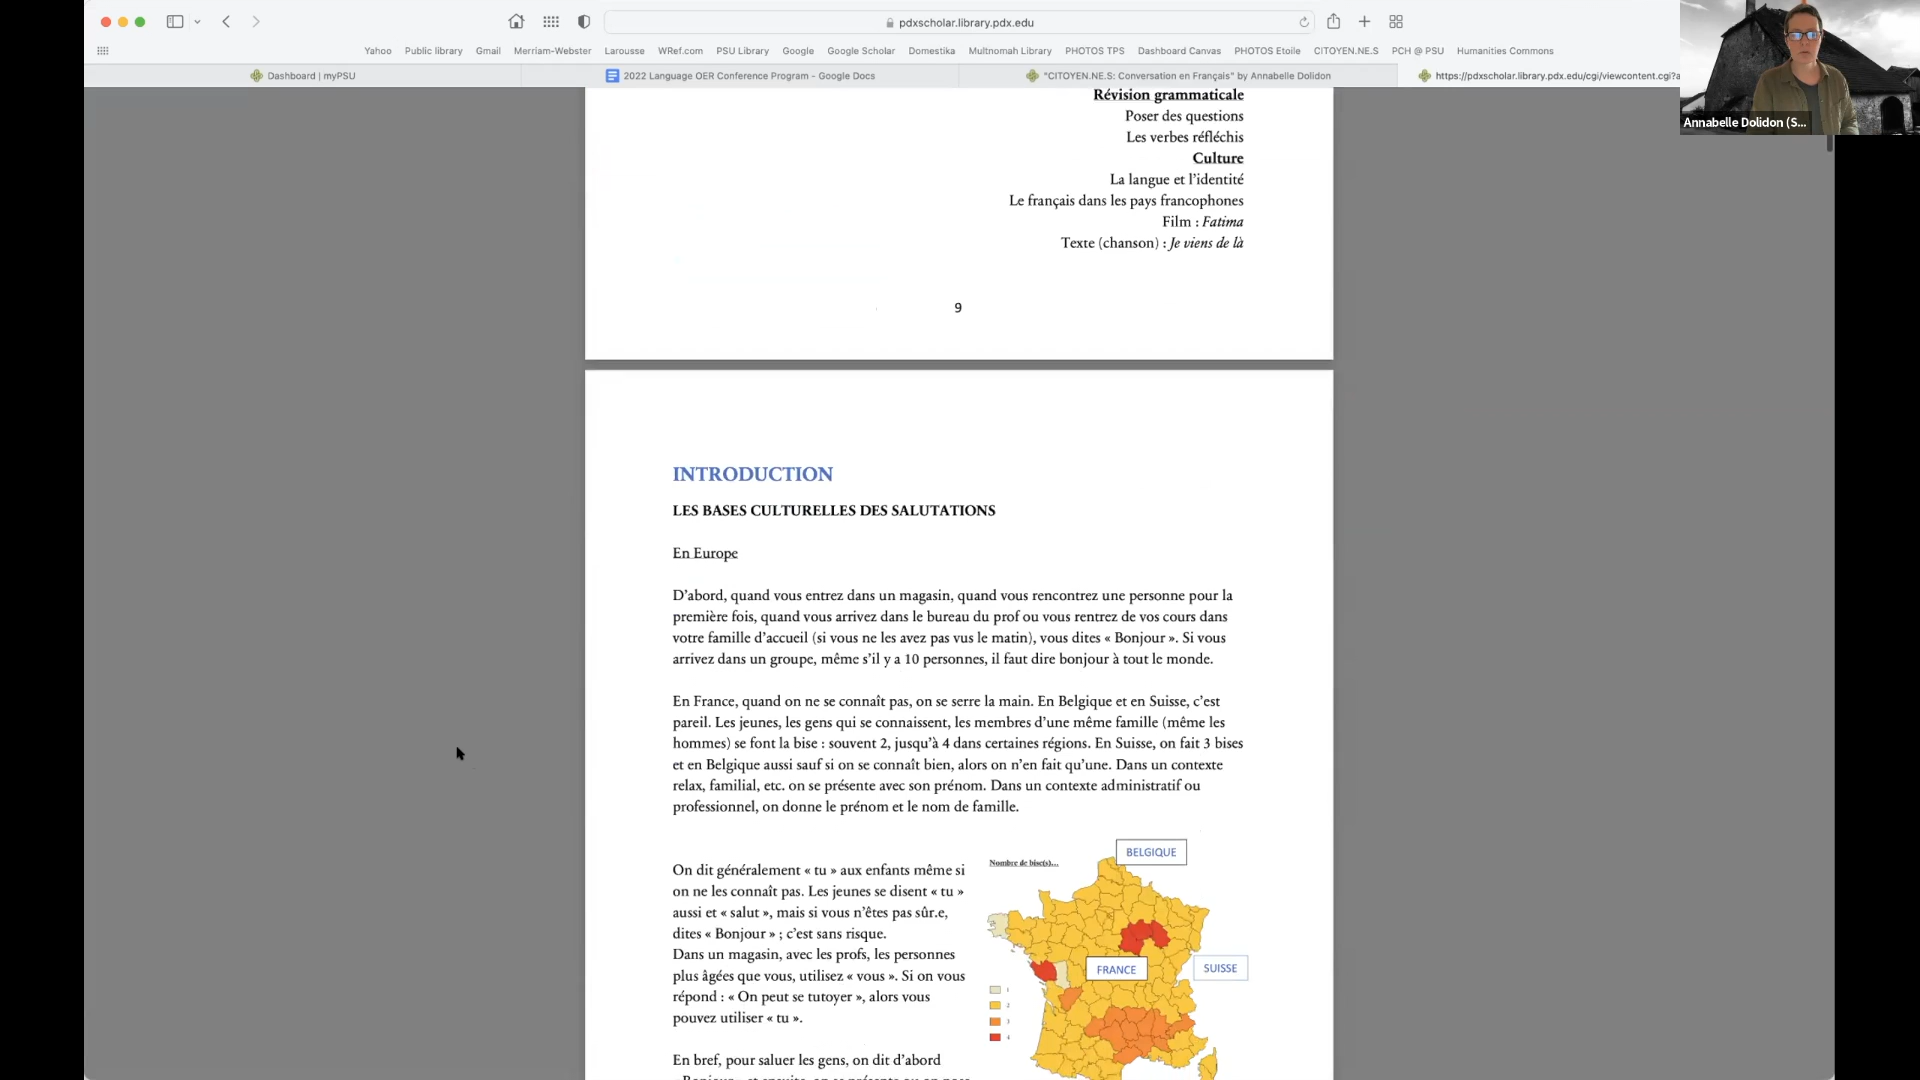 pdxscholar.library.pdx.edu
Yahoo Public library Gmail Merriam-Webster Larousse WRef.com PSU Library Google Google Scholar Domestika Multnomah Library PHOTOS TPS Dashboard Canvas PHOTOS Etoile CITOYEN.NE.S PCH @ PSU Humanities Commons
Dashboard | myPSU
2022 Language OER Conference Program - Google Docs
"CITOYEN.NE.S: Conversation en Français" by Annabelle Dolidon
https://pdxscholar.library.pdx.edu/cgi/viewcontent.cgi?a
Annabelle Dolidon (S...
Révision grammaticale
Poser des questions
Les verbes réfléchis
Culture
La langue et l'identité
Le français dans les pays francophones
Film : Fatima
Texte (chanson) : Je viens de là
9
INTRODUCTION
LES BASES CULTURELLES DES SALUTATIONS
En Europe
D'abord, quand vous entrez dans un magasin, quand vous rencontrez une personne pour la
première fois, quand vous arrivez dans le bureau du prof ou vous rentrez de vos cours dans
votre famille d'accueil (si vous ne les avez pas vus le matin), vous dites « Bonjour ». Si vous
arrivez dans un groupe, même s'il y a 10 personnes, il faut dire bonjour à tout le monde.
En France, quand on ne se connaît pas, on se serre la main. En Belgique et en Suisse, c'est
pareil. Les jeunes, les gens qui se connaissent, les membres d'une même famille (même les
hommes) se font la bise : souvent 2, jusqu'à 4 dans certaines régions. En Suisse, on fait 3 bises
et en Belgique aussi sauf si on se connaît bien, alors on n'en fait qu'une. Dans un contexte
relax, familial, etc. on se présente avec son prénom. Dans un contexte administratif ou
professionnel, on donne le prénom et le nom de famille.
On dit généralement « tu » aux enfants même si
on ne les connaît pas. Les jeunes se disent « tu »
aussi et « salut », mais si vous n'êtes pas sûr.e,
dites « Bonjour » ; c'est sans risque.
Dans un magasin, avec les profs, les personnes
plus âgées que vous, utilisez « vous ». Si on vous
répond : « On peut se tutoyer », alors vous
pouvez utiliser « tu ».
En bref, pour saluer les gens, on dit d'abord
Nombre de bise(s)...
BELGIQUE
FRANCE
SUISSE
1
2
3
4